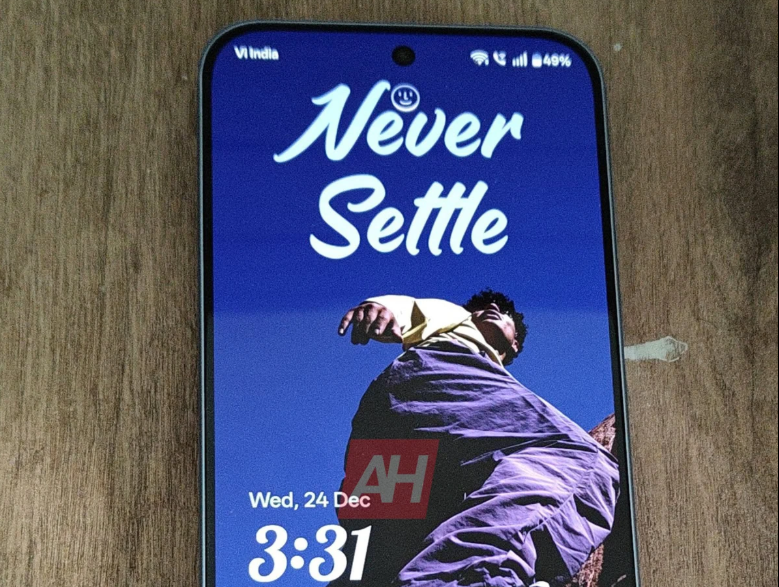 Vi India
49%
Never
Settle
AH
Wed, 24 Dec
3:31